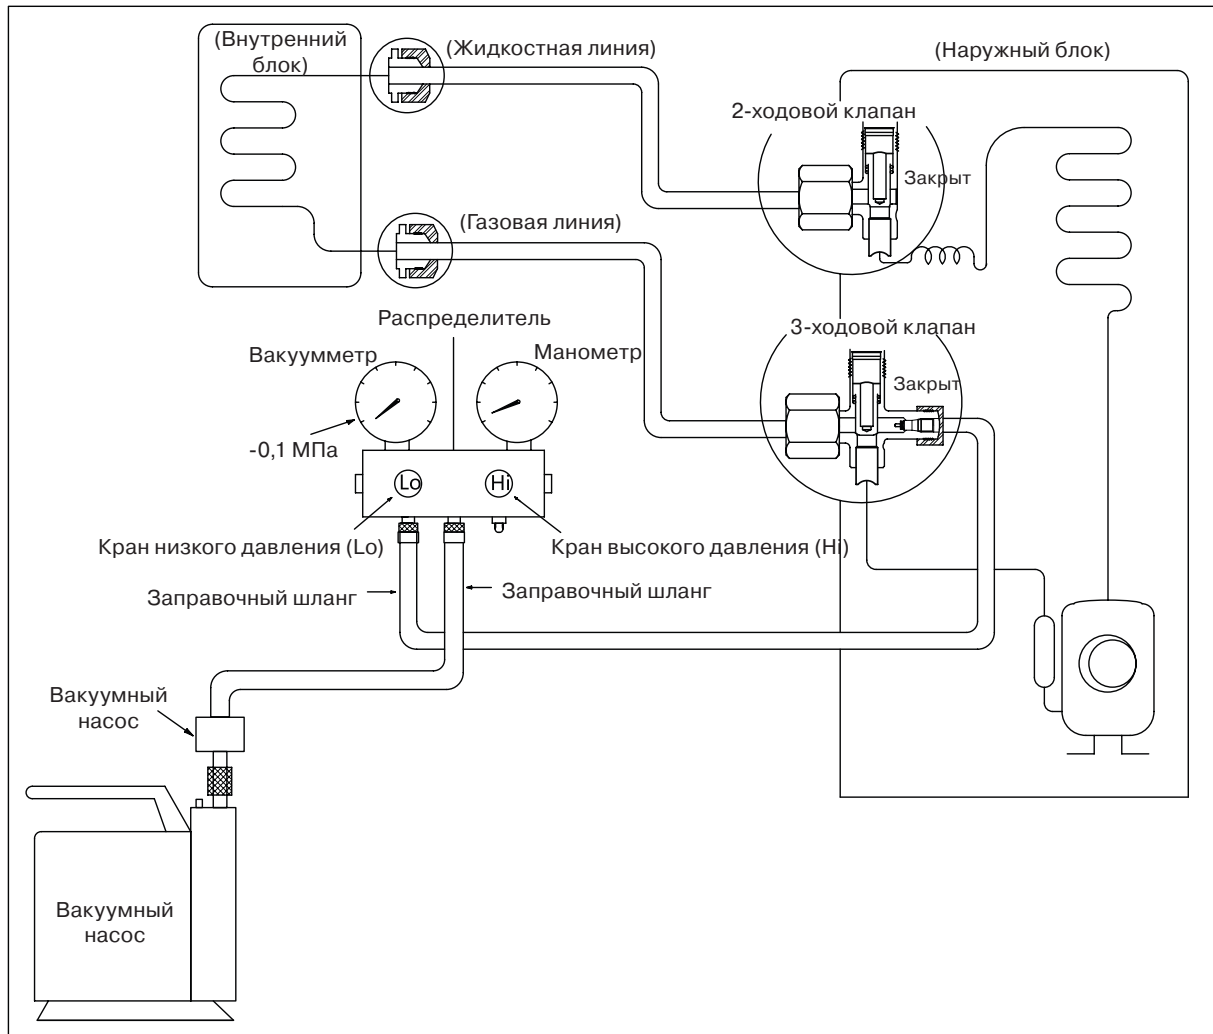 (Внутренний
блок)
(Жидкостная линия)
(Наружный блок)
2-ходовой клапан
Закрыт
(Газовая линия)
Распределитель
3-ходовой клапан
Вакуумметр
Манометр
Закрыт
-0,1 МПа
Lo
Hi
Кран низкого давления (Lo)
Кран высокого давления (Hi)
Заправочный шланг
Заправочный шланг
Вакуумный
насос
Вакуумный
насос